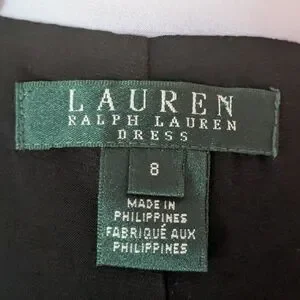 LAUREN
RALPH LAUREN
DRESS
8
MADE IN
PHILIPPINES
FABRIQUÉ AUX
PHILIPPINES